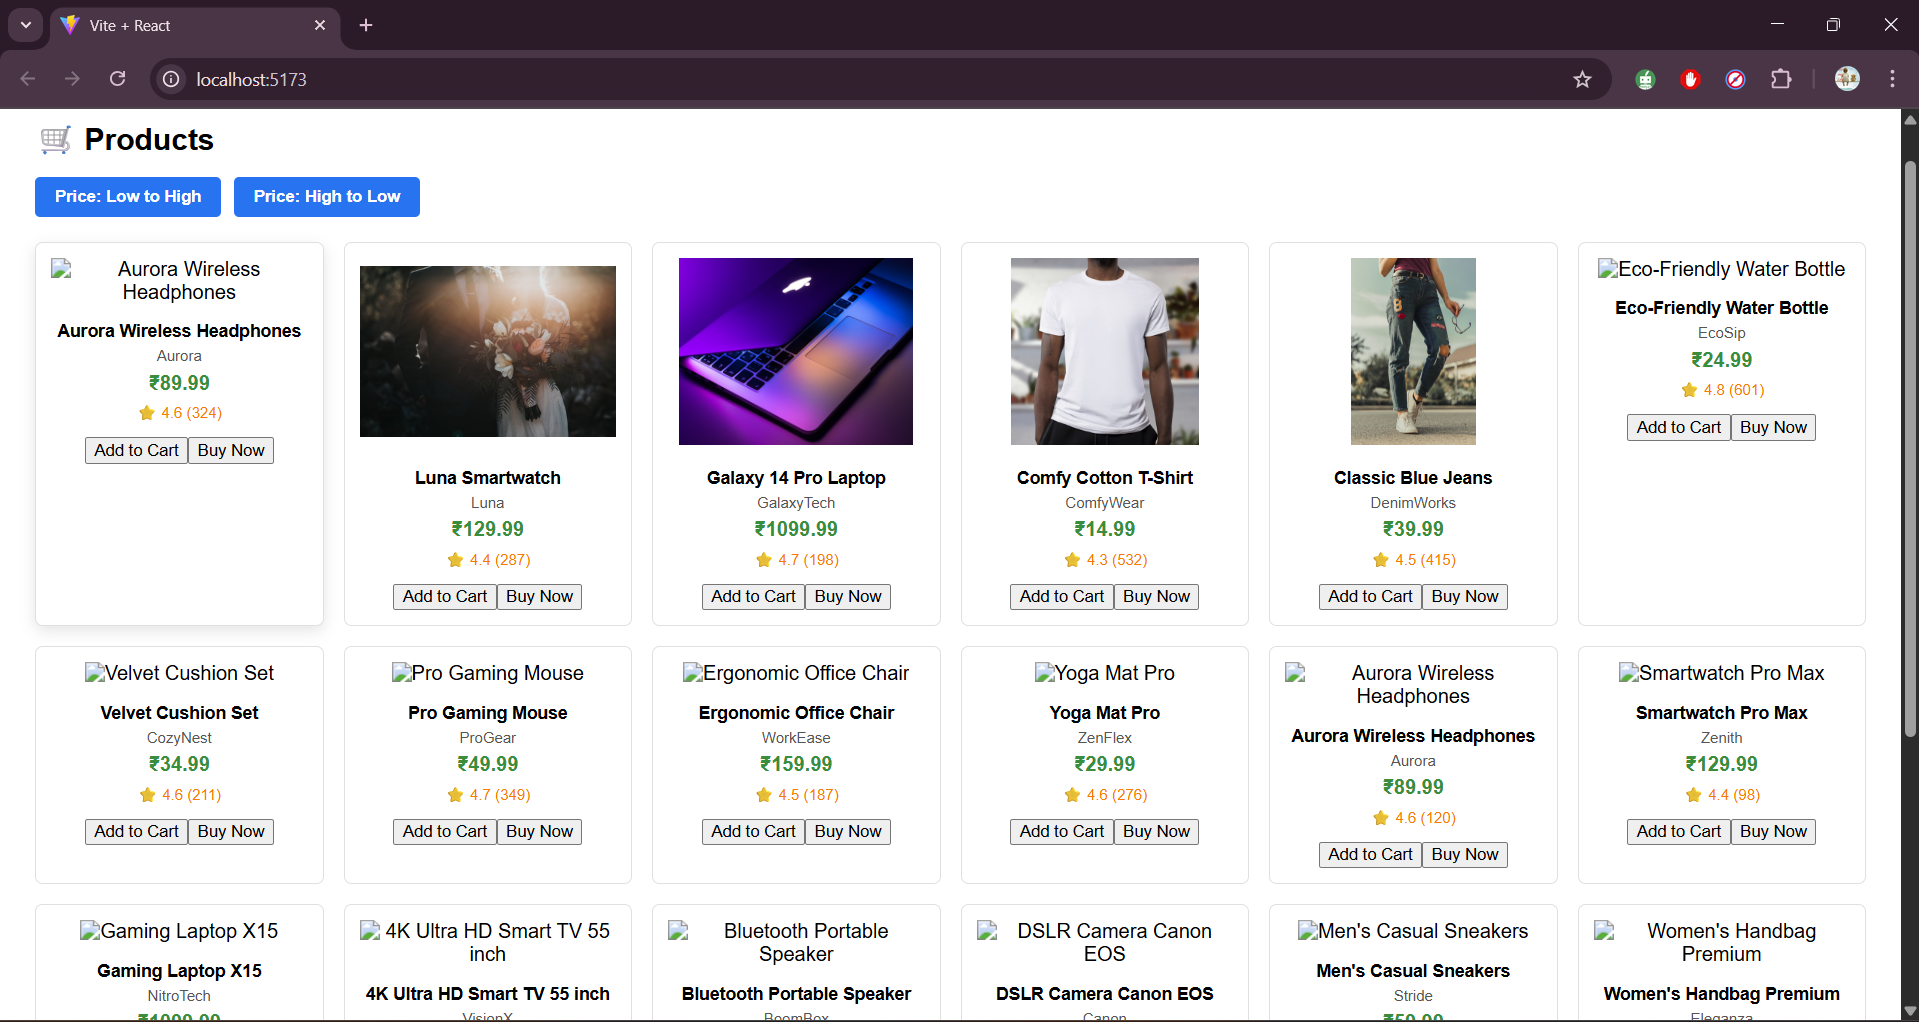 Vite + React
localhost:5173
Products
Price: Low to High
Price: High to Low
Aurora Wireless
Headphones
Aurora Wireless Headphones
Aurora
₹89.99
4.6 (324)
Add to Cart
Buy Now
Luna Smartwatch
Luna
₹129.99
4.4 (287)
Add to Cart
Buy Now
Galaxy 14 Pro Laptop
GalaxyTech
₹1099.99
4.7 (198)
Add to Cart
Buy Now
Comfy Cotton T-Shirt
ComfyWear
₹14.99
4.3 (532)
Add to Cart
Buy Now
Classic Blue Jeans
DenimWorks
₹39.99
4.5 (415)
Add to Cart
Buy Now
Eco-Friendly Water Bottle
Eco-Friendly Water Bottle
EcoSip
₹24.99
4.8 (601)
Add to Cart
Buy Now
Velvet Cushion Set
Velvet Cushion Set
CozyNest
₹34.99
4.6 (211)
Add to Cart
Buy Now
Pro Gaming Mouse
Pro Gaming Mouse
ProGear
₹49.99
4.7 (349)
Add to Cart
Buy Now
Ergonomic Office Chair
Ergonomic Office Chair
WorkEase
₹159.99
4.5 (187)
Add to Cart
Buy Now
Yoga Mat Pro
Yoga Mat Pro
ZenFlex
₹29.99
4.6 (276)
Add to Cart
Buy Now
Aurora Wireless
Headphones
Aurora Wireless Headphones
Aurora
₹89.99
4.6 (120)
Add to Cart
Buy Now
Smartwatch Pro Max
Smartwatch Pro Max
Zenith
₹129.99
4.4 (98)
Add to Cart
Buy Now
Gaming Laptop X15
Gaming Laptop X15
NitroTech
4K Ultra HD Smart TV 55
inch
4K Ultra HD Smart TV 55 inch
VisionX
Bluetooth Portable
Speaker
Bluetooth Portable Speaker
BoomBox
DSLR Camera Canon
EOS
DSLR Camera Canon EOS
Canon
Men's Casual Sneakers
Men's Casual Sneakers
Stride
Women's Handbag
Premium
Women's Handbag Premium
Eleganza